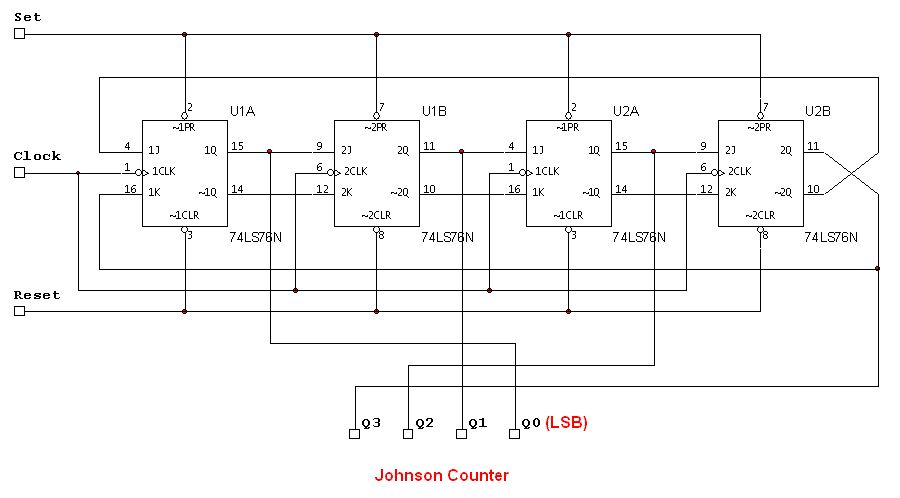 Set
2 7 2 7
U1A U1B U2A U2B
~1PR ~2PR ~1PR ~2PR
4 1J 1Q 15 9 2J 2Q 11 4 1J 1Q 15 9 2J 2Q 11
Clock
1 1CLK 6 2CLK 1 1CLK 6 2CLK
16 1K ~1Q 14 12 2K ~2Q 10 16 1K ~1Q 14 12 2K ~2Q 10
~1CLR ~2CLR ~1CLR ~2CLR
3 8 3 8
74LS76N 74LS76N 74LS76N 74LS76N
Reset
Q3 Q2 Q1 Q0 (LSB)
Johnson Counter